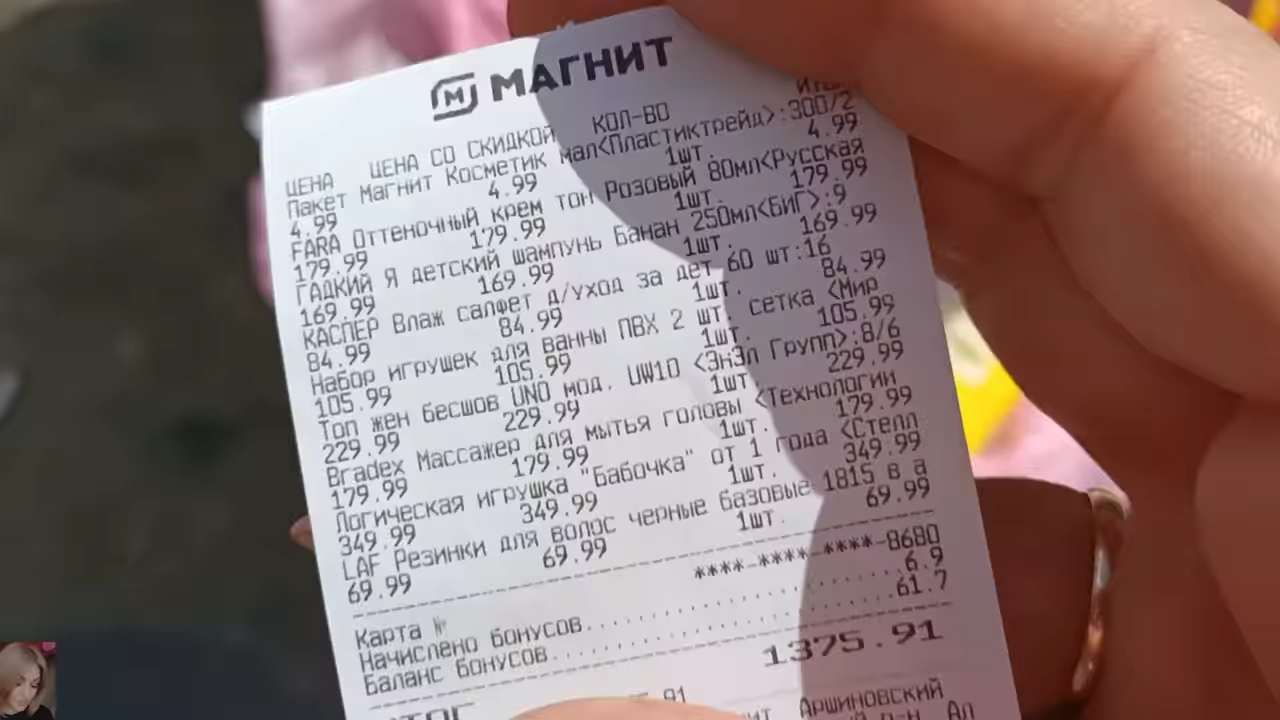 МАГНИТ
ЦЕНА ЦЕНА СО СКИДКОЙ КОЛ-ВО
Пакет Магнит Косметик мал<Пластиктрейд>:300/2
4.99 4.99 1шт. 4.99
FARA Оттеночный крем тон Розовый 80мл<Русская
179.99 179.99 1шт. 179.99
ГАДКИЙ Я детский шампунь Банан 250мл<БИГ>:9
169.99 169.99 1шт. 169.99
КАСПЕР Влаж салфет д/уход за дет 60 шт:16
84.99 84.99 1шт. 84.99
Набор игрушек для ванны ПВХ 2 шт сетка <Мир
105.99 105.99 1шт. 105.99
Топ жен бесшов UNO мод. UW10 <ЭнЭл Групп>:8/6
229.99 229.99 1шт. 229.99
Bradex Массажер для мытья головы <Технологии
179.99 179.99 1шт. 179.99
Логическая игрушка "Бабочка" от 1 года <Стелл
349.99 349.99 1шт. 349.99
LAF Резинки для волос черные базовые 1815 в а
69.99 69.99 1шт. 69.99
Карта № ****-****-****-8680
Начислено бонусов 6.9
Баланс бонусов 61.7
1375.91
Аршиновский